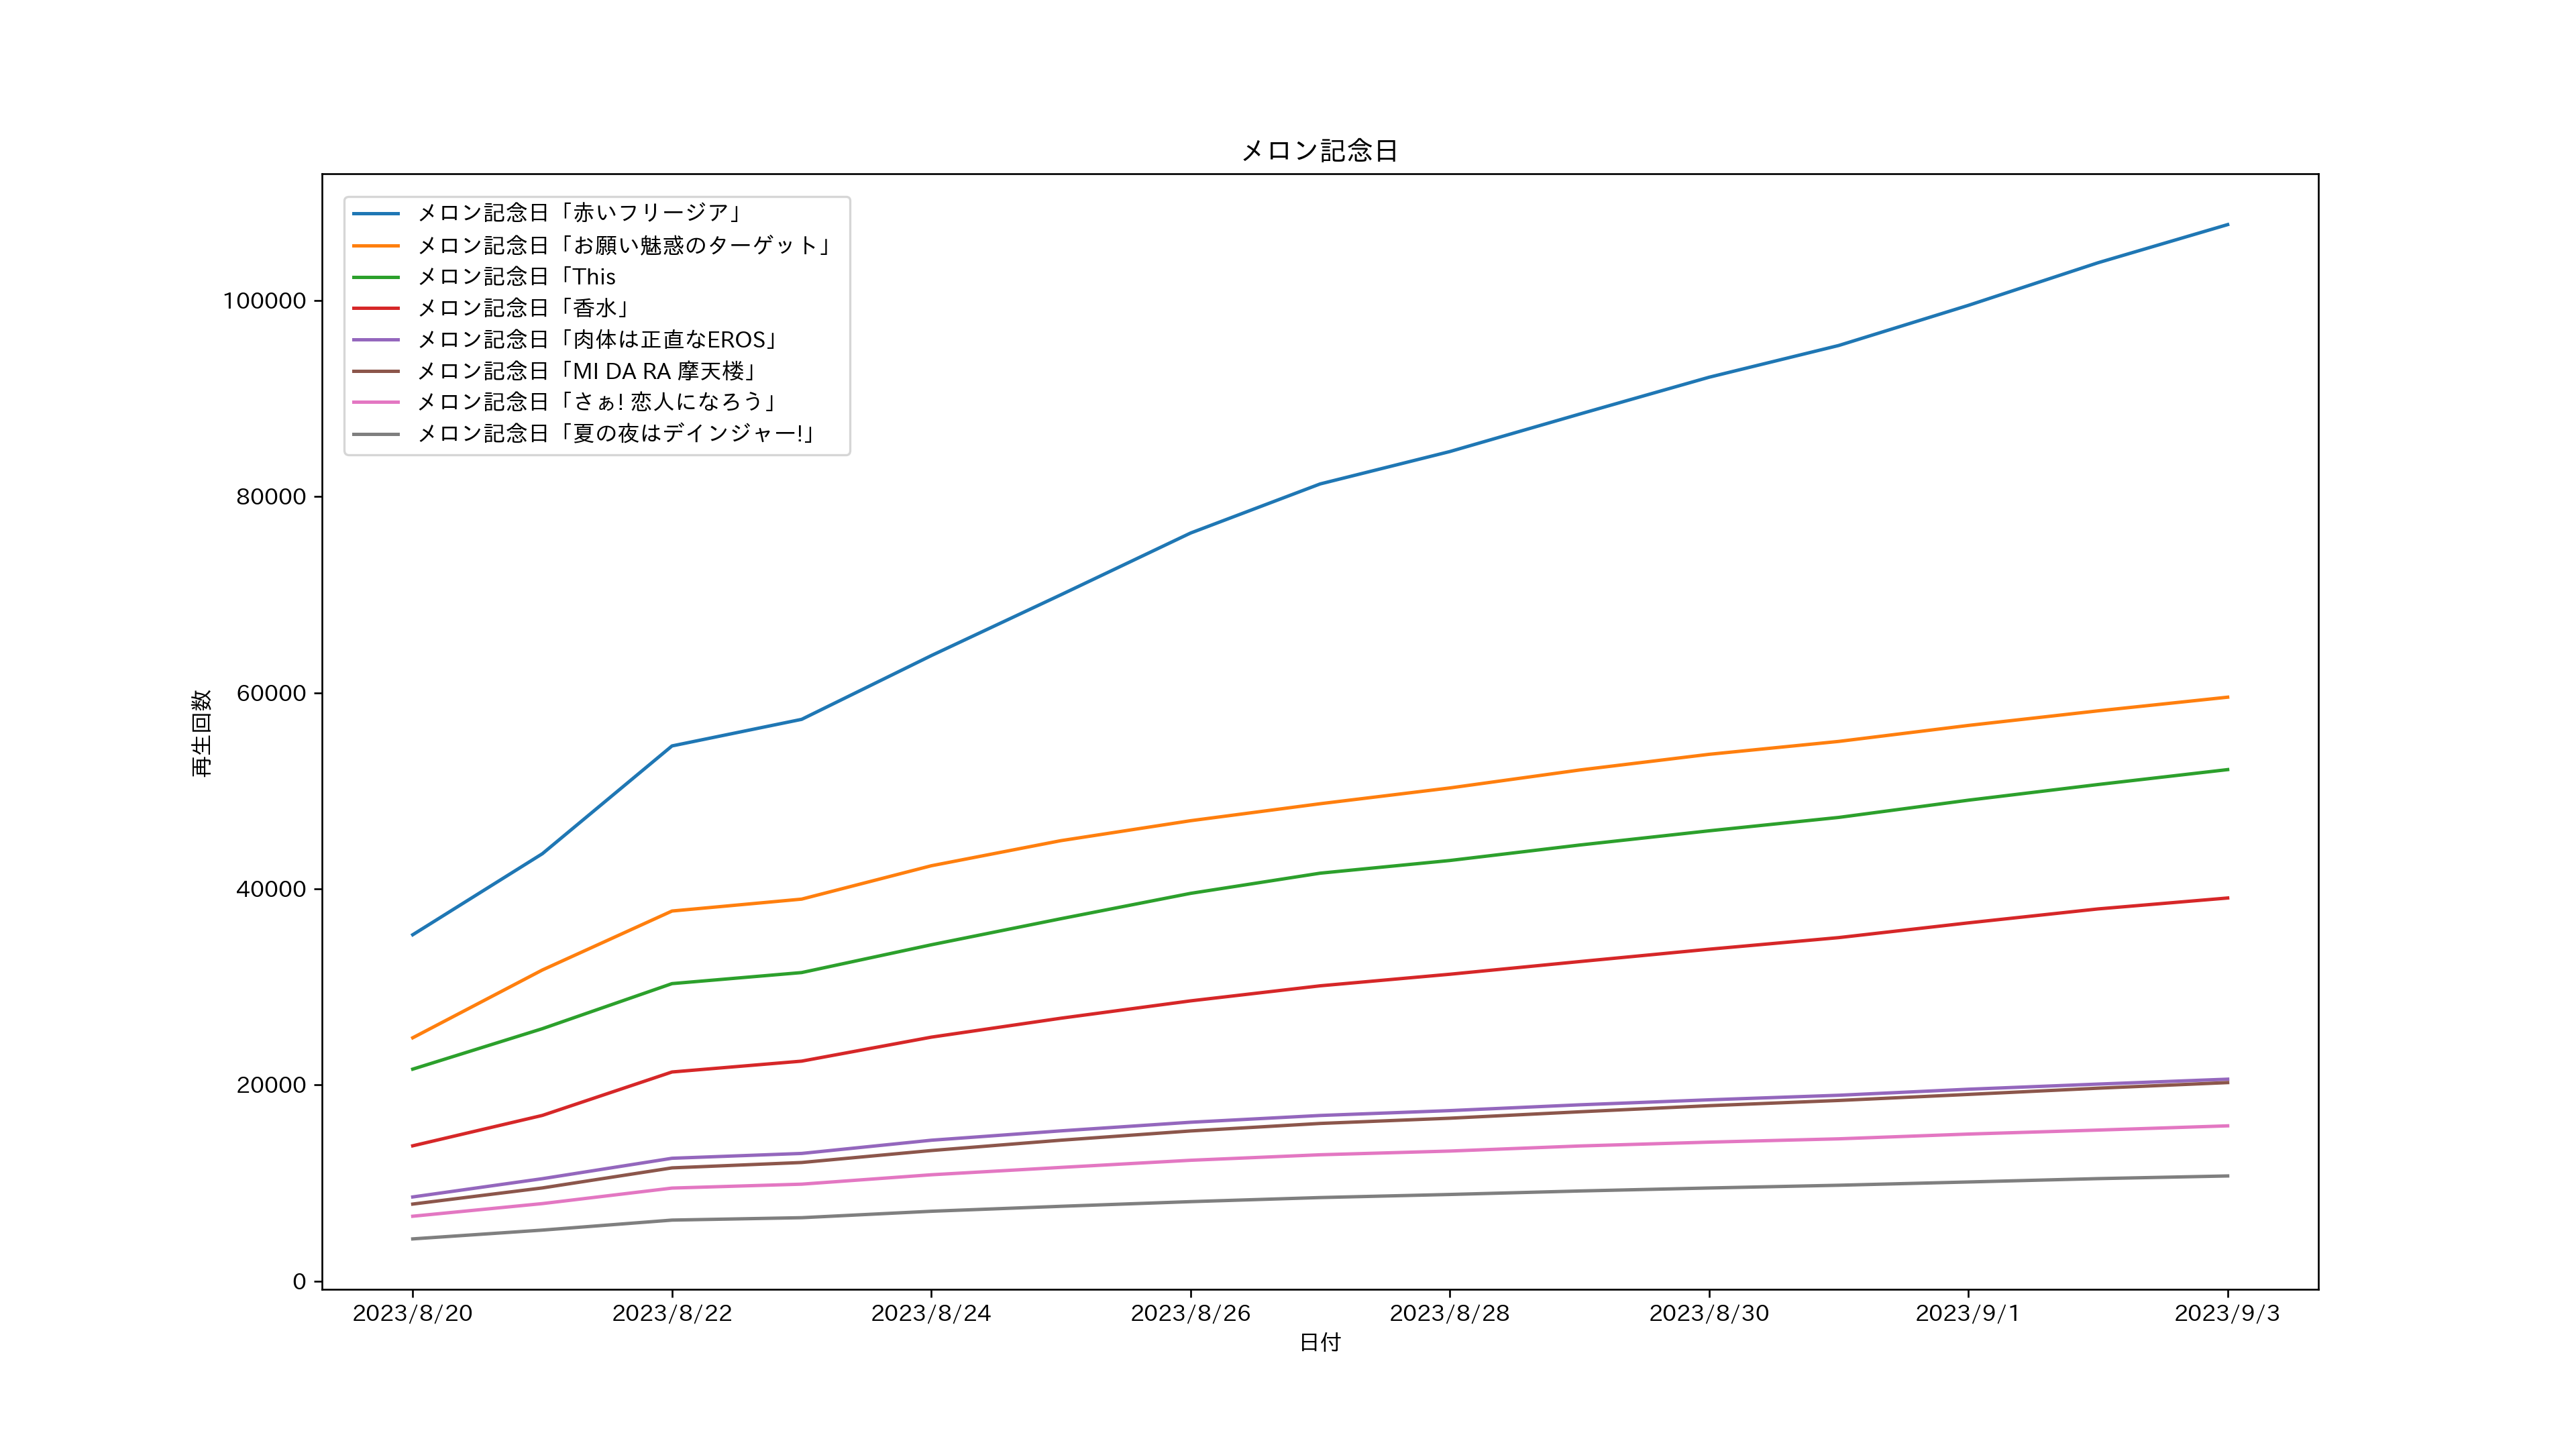 メロン記念日
メロン記念日「赤いフリージア」
メロン記念日「お願い魅惑のターゲット」
メロン記念日「This
メロン記念日「香水」
メロン記念日「肉体は正直なEROS」
メロン記念日「MI DA RA 摩天楼」
メロン記念日「さぁ! 恋人になろう」
メロン記念日「夏の夜はデインジャー!」
100000
80000
60000
40000
20000
0
再生回数
2023/8/20 2023/8/22 2023/8/24 2023/8/26 2023/8/28 2023/8/30 2023/9/1 2023/9/3
日付